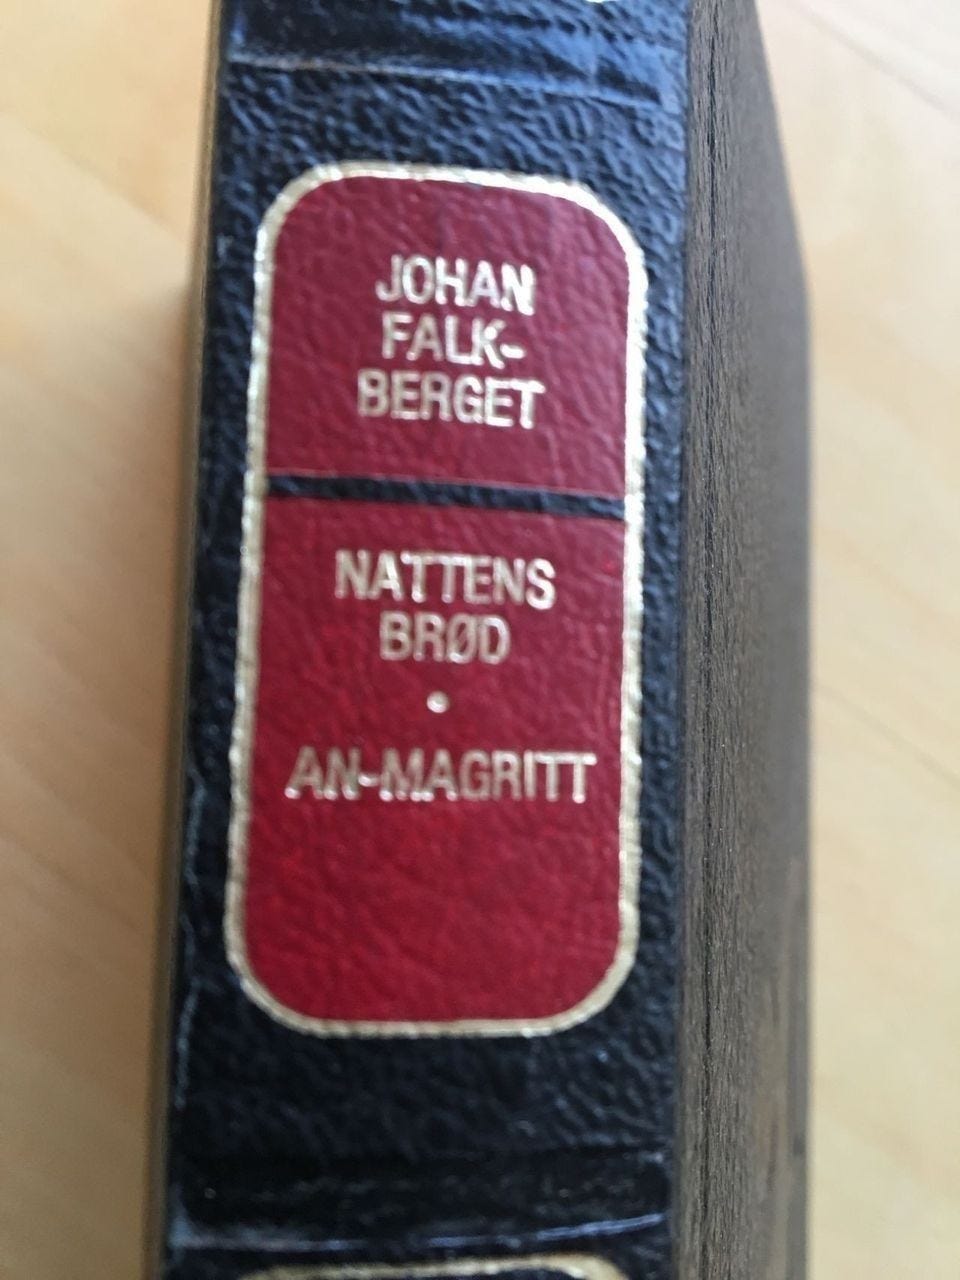 JOHAN
FALK-
BERGET
NATTENS
BRØD
•
AN-MAGRITT